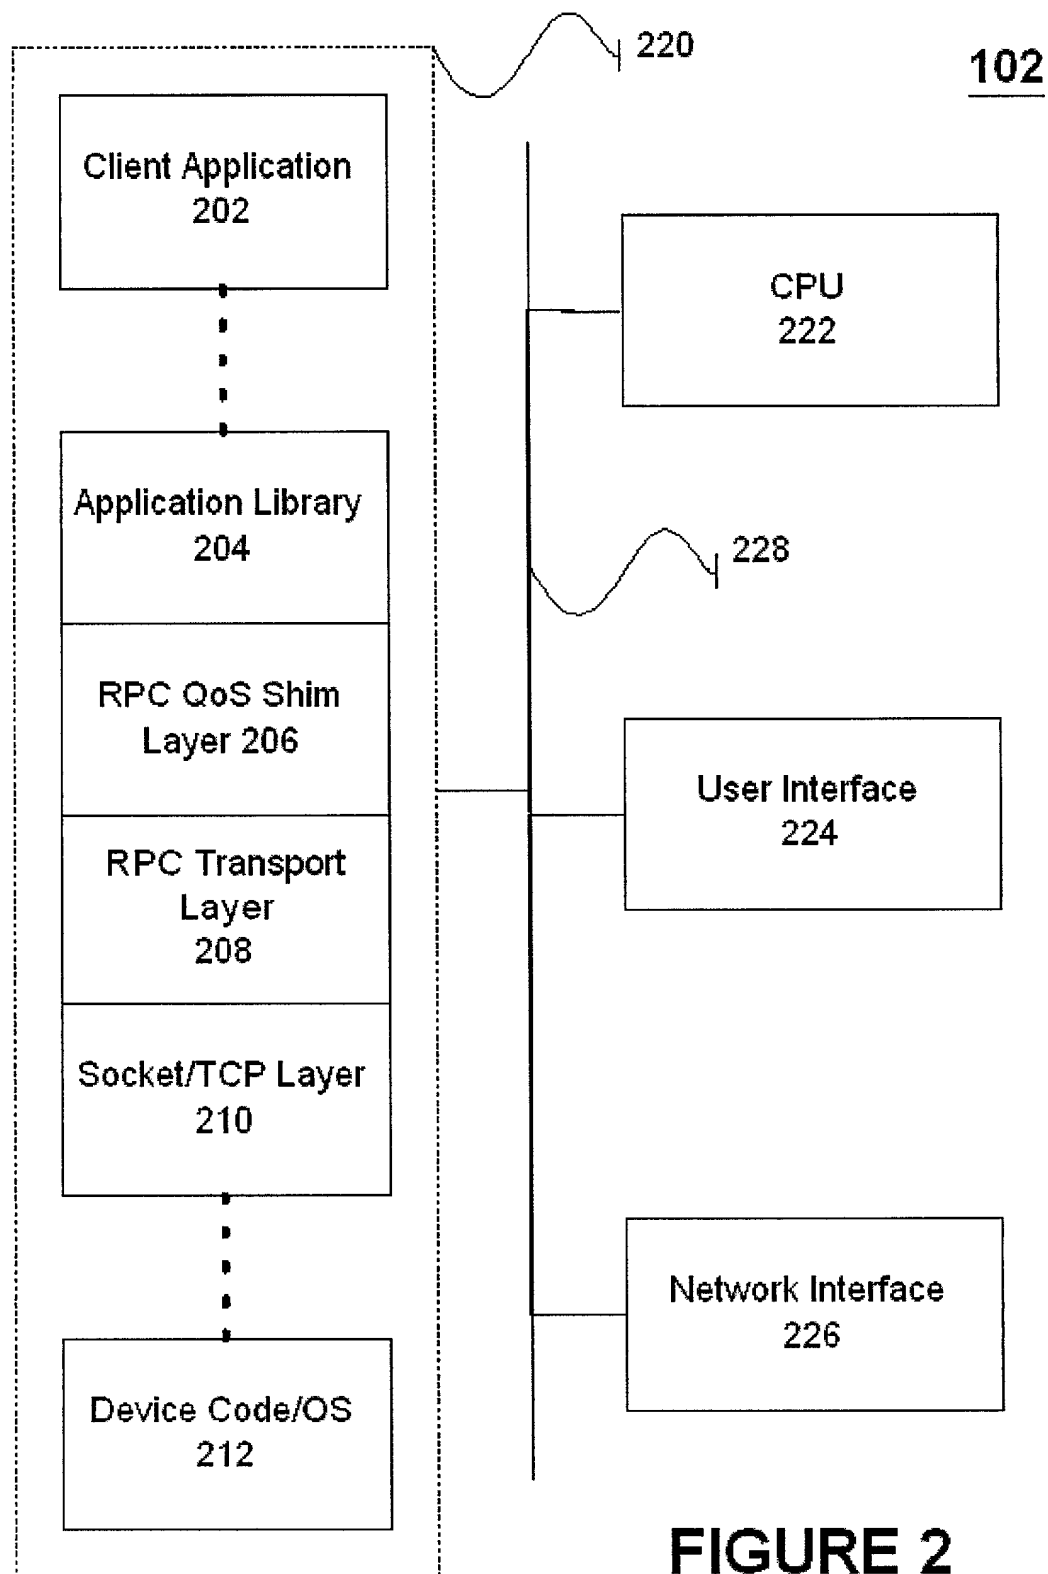 220
102
Client Application
202
CPU
222
Application Library
204
228
RPC QoS Shim
Layer 206
User Interface
224
RPC Transport
Layer
208
Socket/TCP Layer
210
Network Interface
226
Device Code/OS
212
FIGURE 2